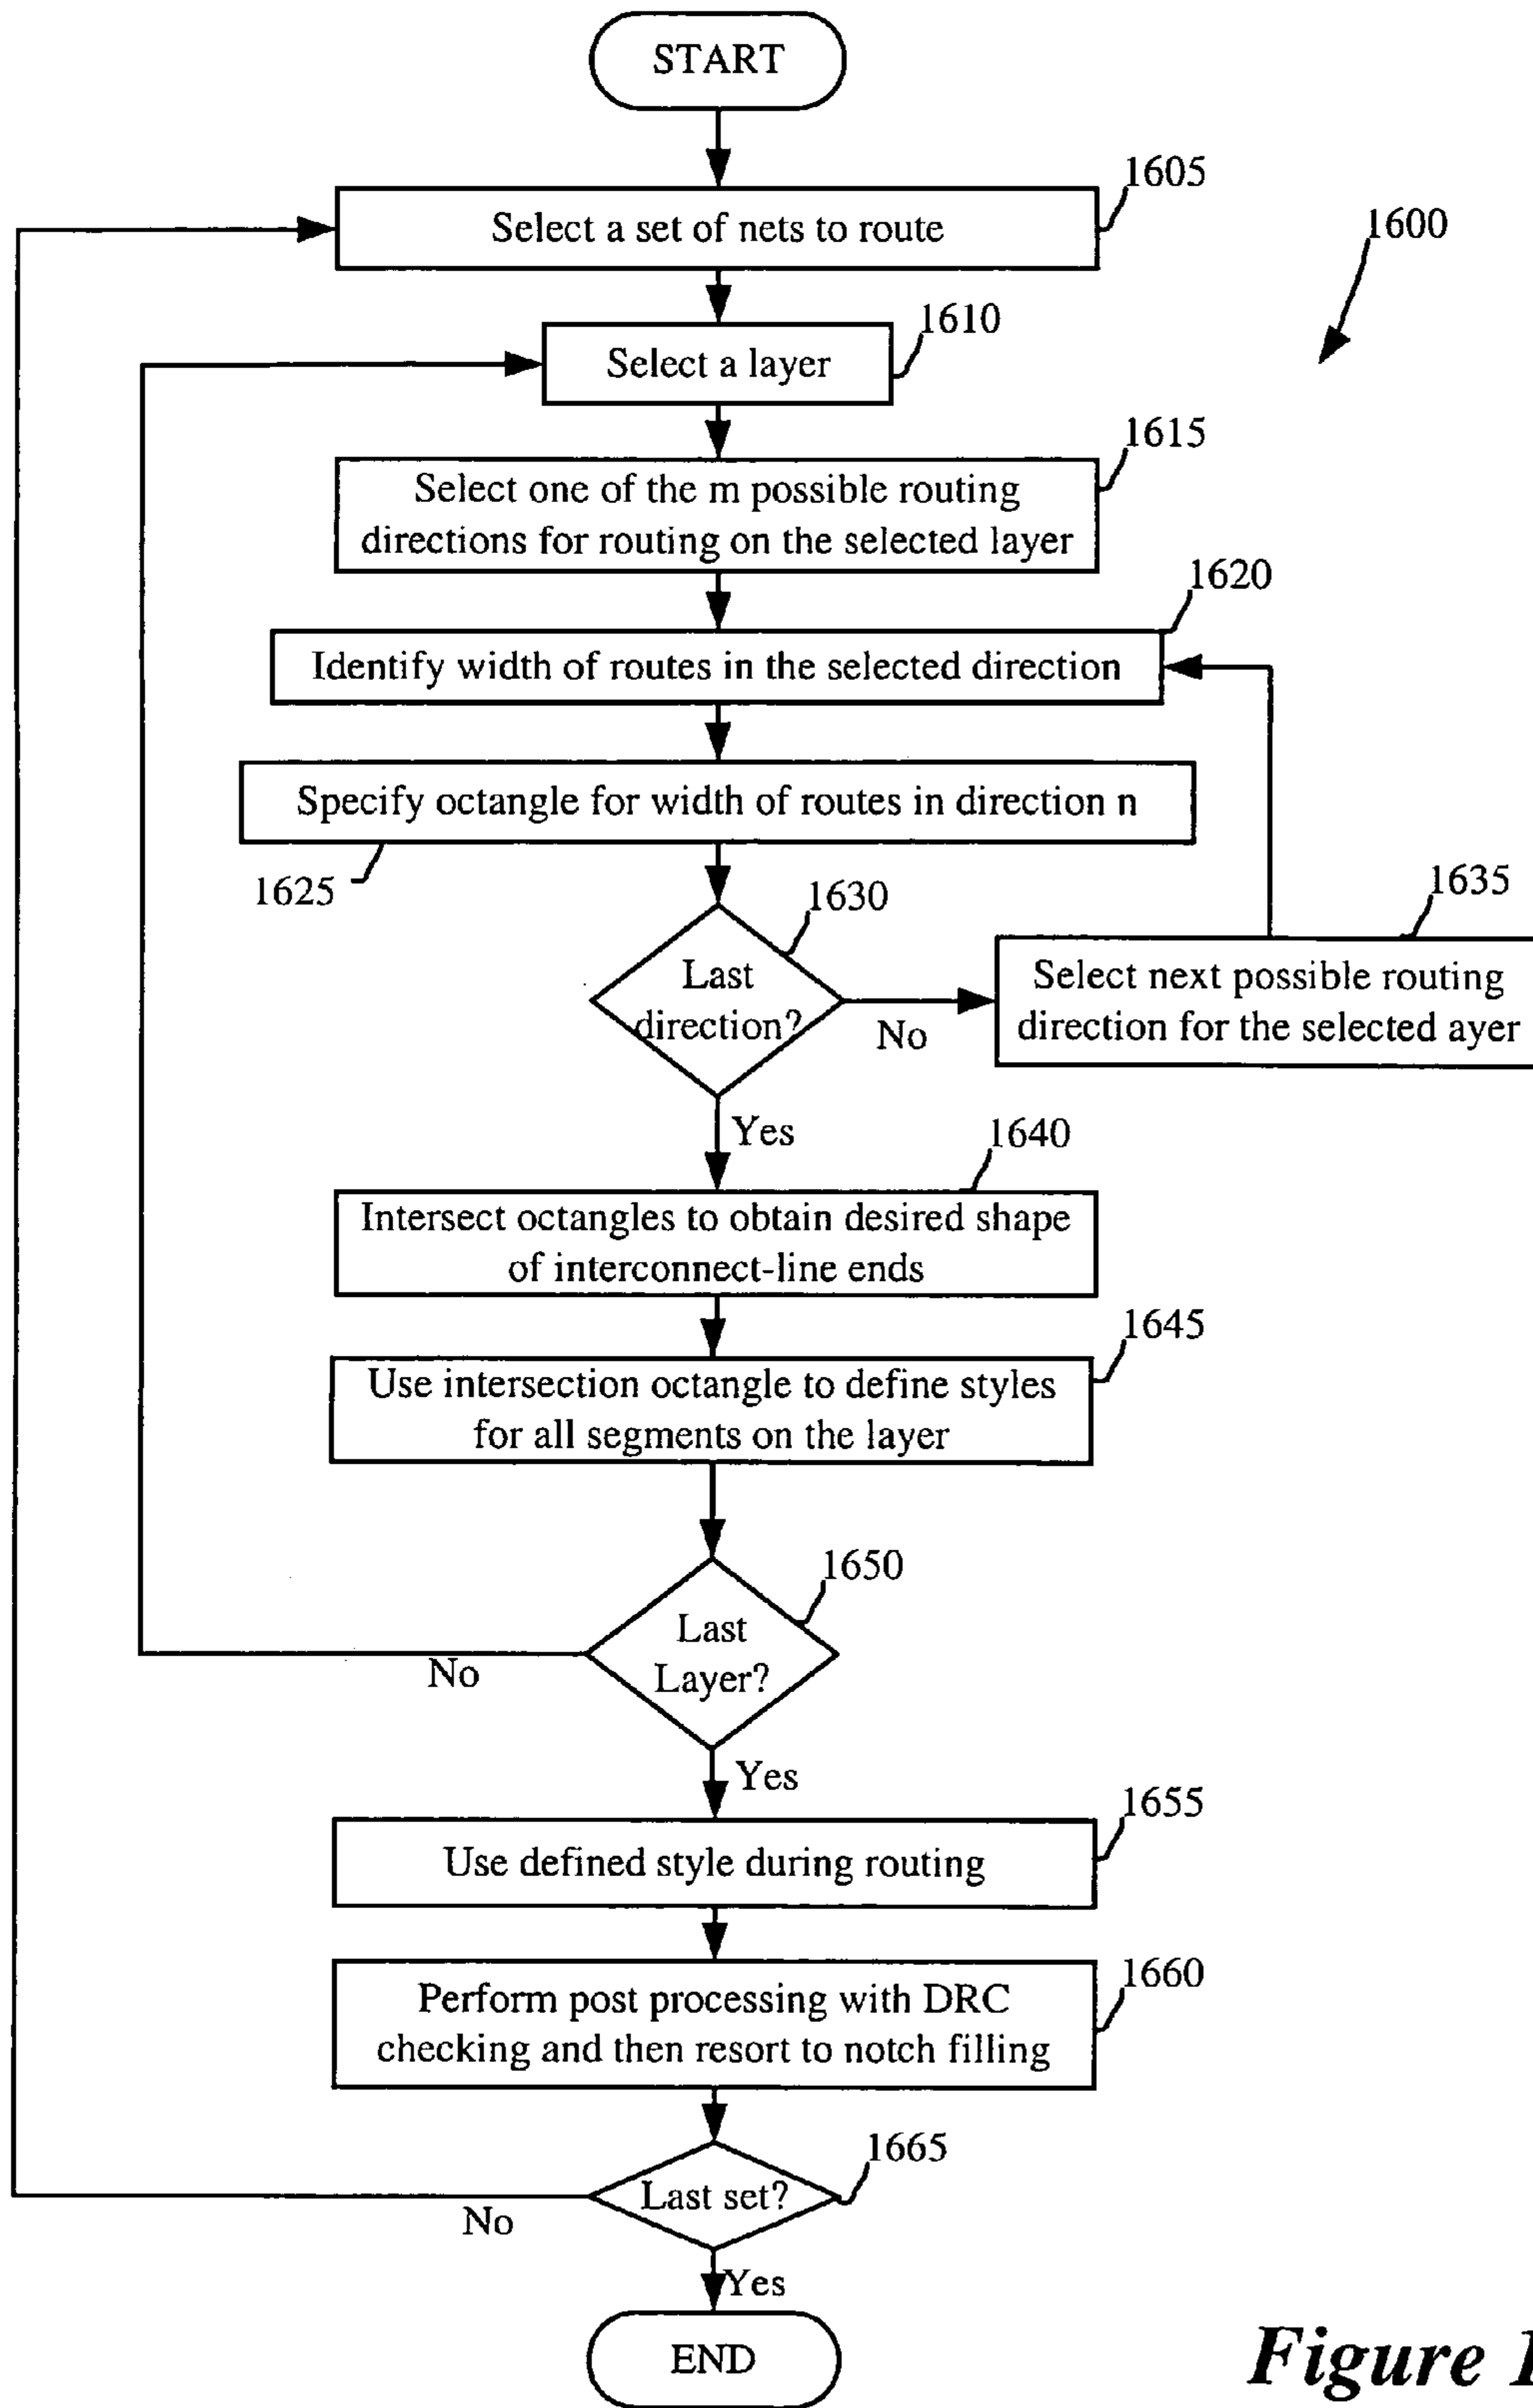 START
1605
Select a set of nets to route
1600
1610
Select a layer
1615
Select one of the m possible routing
directions for routing on the selected layer
1620
Identify width of routes in the selected direction
Specify octangle for width of routes in direction n
1625
1630
Last
direction?
No
1635
Select next possible routing
direction for the selected ayer
Yes
1640
Intersect octangles to obtain desired shape
of interconnect-line ends
1645
Use intersection octangle to define styles
for all segments on the layer
1650
Last
Layer?
No
Yes
1655
Use defined style during routing
1660
Perform post processing with DRC
checking and then resort to notch filling
1665
Last set?
No
Yes
END
Figure